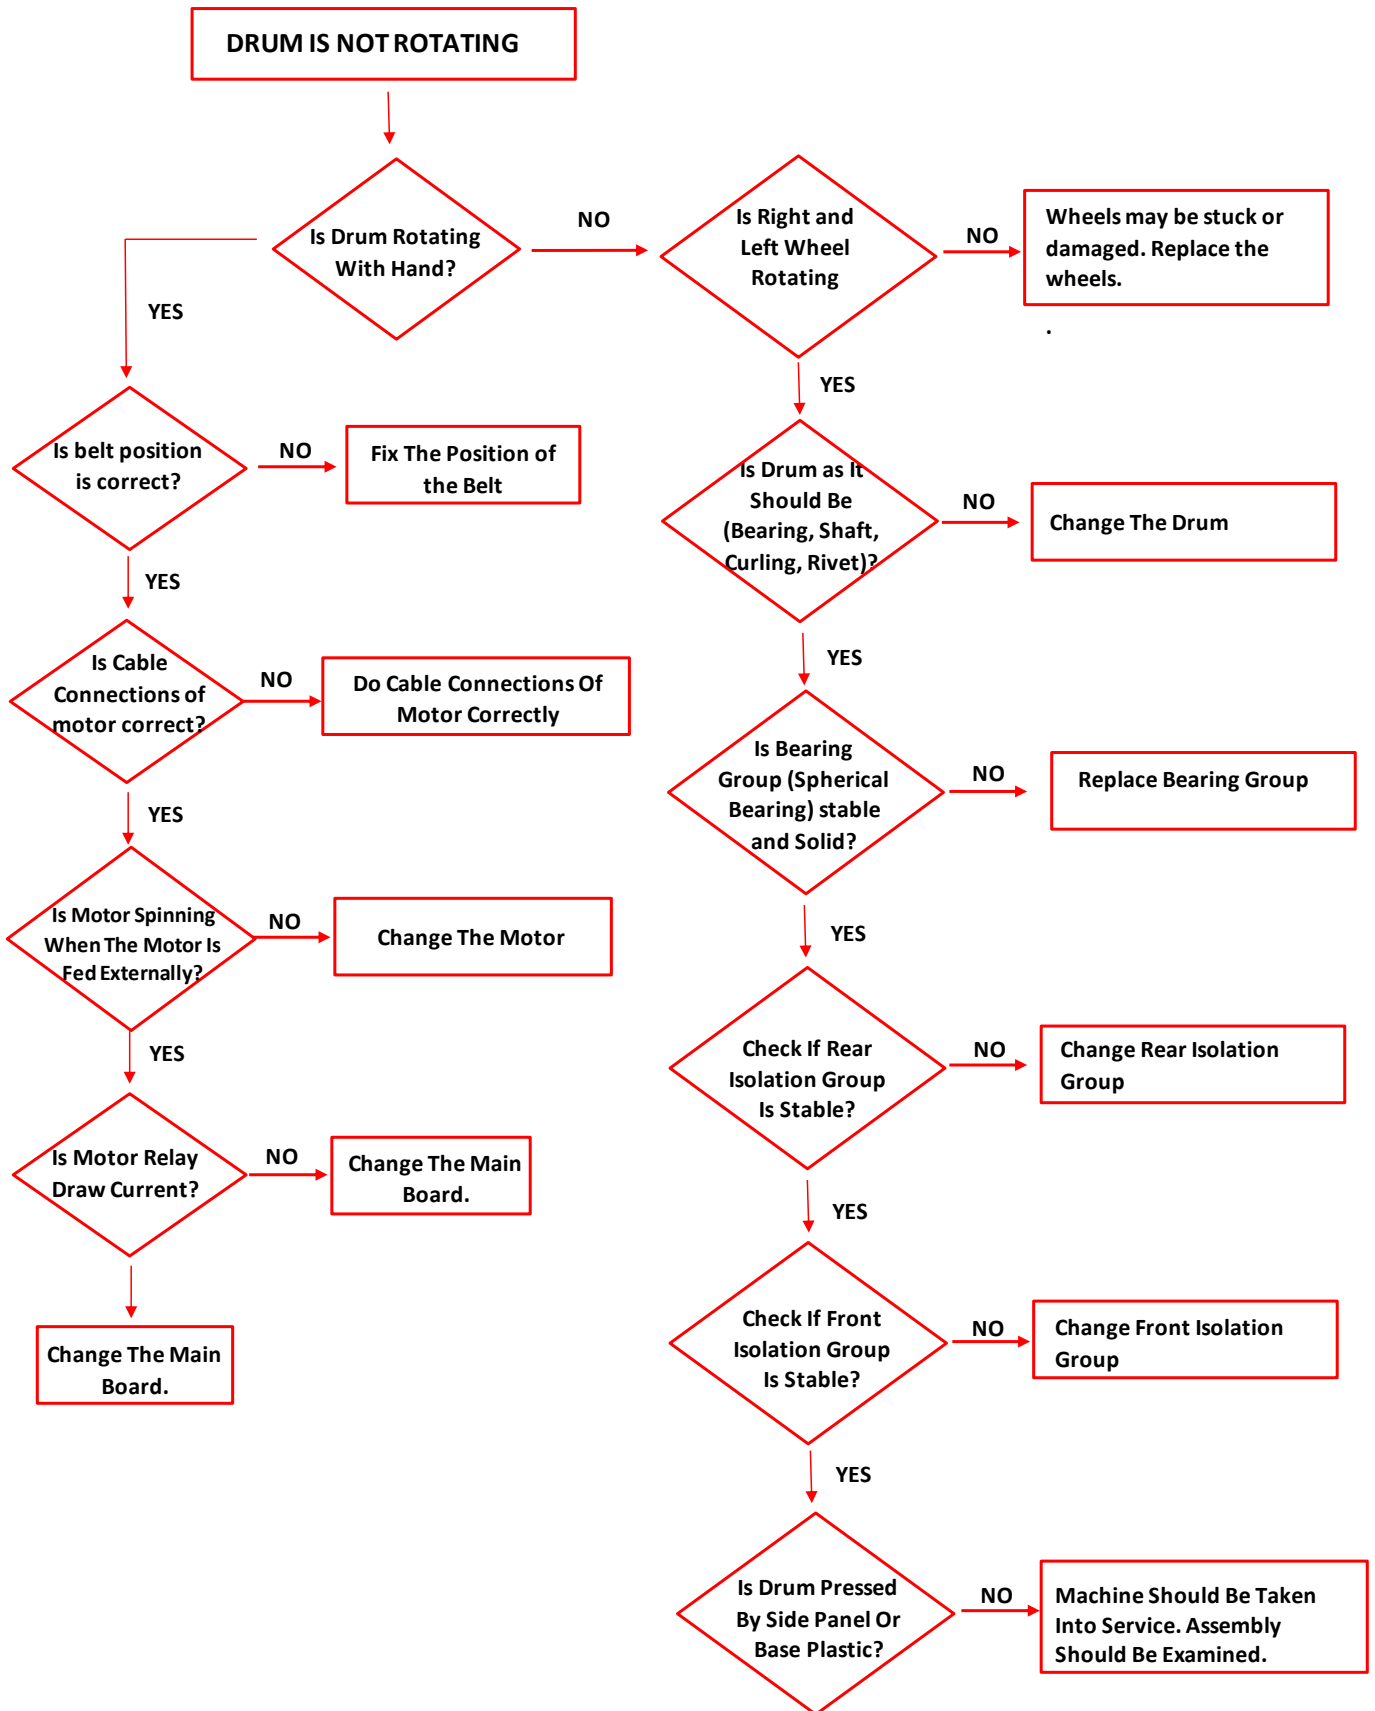 DRUM IS NOT ROTATING
Is Drum Rotating
With Hand?
NO
Is Right and
Left Wheel
Rotating
NO
Wheels may be stuck or
damaged. Replace the
wheels.
.
YES
YES
Is belt position
is correct?
NO
Fix The Position of
the Belt
Is Drum as It
Should Be
(Bearing, Shaft,
Curling, Rivet)?
NO
Change The Drum
YES
YES
Is Cable
Connections of
motor correct?
NO
Do Cable Connections Of
Motor Correctly
Is Bearing
Group (Spherical
Bearing) stable
and Solid?
NO
Replace Bearing Group
YES
YES
Is Motor Spinning
When The Motor Is
Fed Externally?
NO
Change The Motor
YES
Check If Rear
Isolation Group
Is Stable?
NO
Change Rear Isolation
Group
Is Motor Relay
Draw Current?
NO
Change The Main
Board.
YES
Change The Main
Board.
Check If Front
Isolation Group
Is Stable?
NO
Change Front Isolation
Group
YES
Is Drum Pressed
By Side Panel Or
Base Plastic?
NO
Machine Should Be Taken
Into Service. Assembly
Should Be Examined.